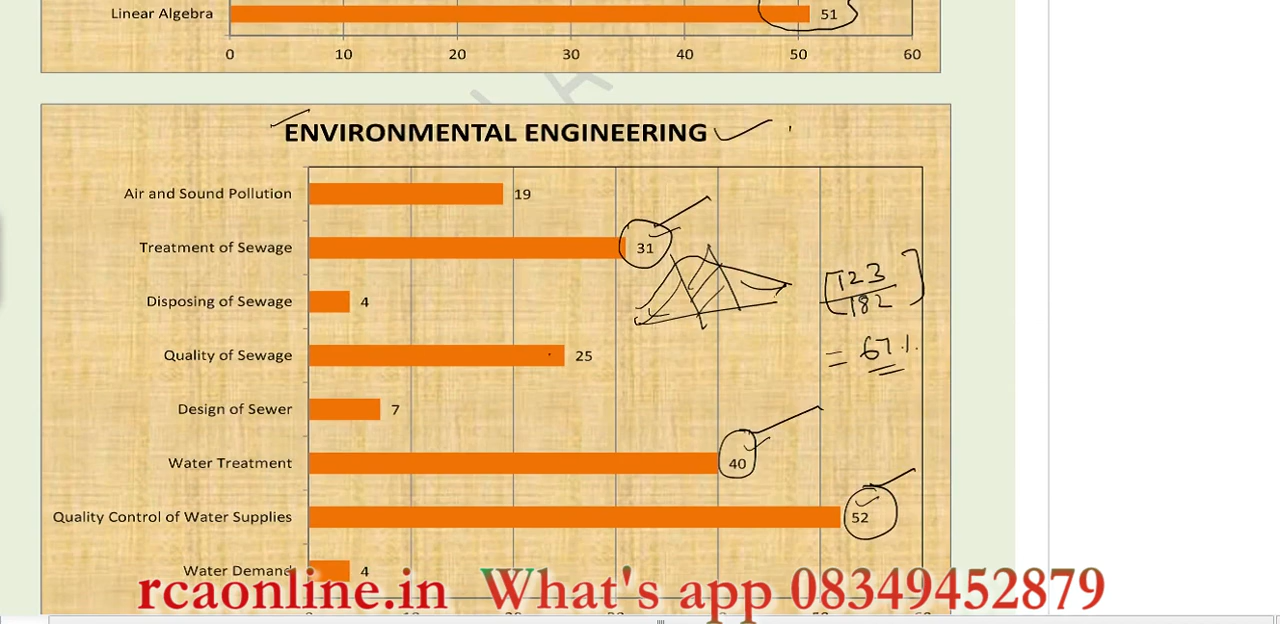 Linear Algebra 51
0 10 20 30 40 50 60
LA
ENVIRONMENTAL ENGINEERING
Air and Sound Pollution 19
Treatment of Sewage 31
Disposing of Sewage 4
Quality of Sewage 25
Design of Sewer 7
Water Treatment 40
Quality Control of Water Supplies 52
Water Demand 4
123
182
= 67%
rcaonline.in What's app 08349452879